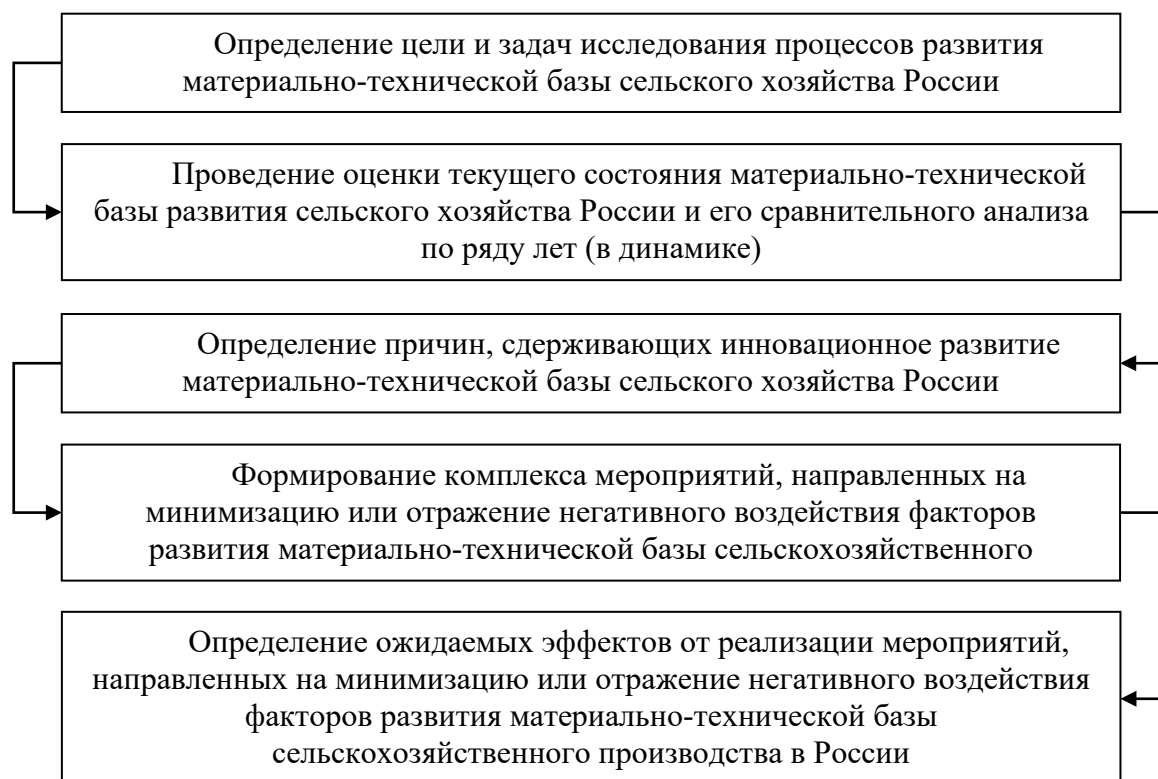 Определение цели и задач исследования процессов развития
материально-технической базы сельского хозяйства России
Проведение оценки текущего состояния материально-технической
базы развития сельского хозяйства России и его сравнительного анализа
по ряду лет (в динамике)
Определение причин, сдерживающих инновационное развитие
материально-технической базы сельского хозяйства России
Формирование комплекса мероприятий, направленных на
минимизацию или отражение негативного воздействия факторов
развития материально-технической базы сельскохозяйственного
Определение ожидаемых эффектов от реализации мероприятий,
направленных на минимизацию или отражение негативного воздействия
факторов развития материально-технической базы
сельскохозяйственного производства в России